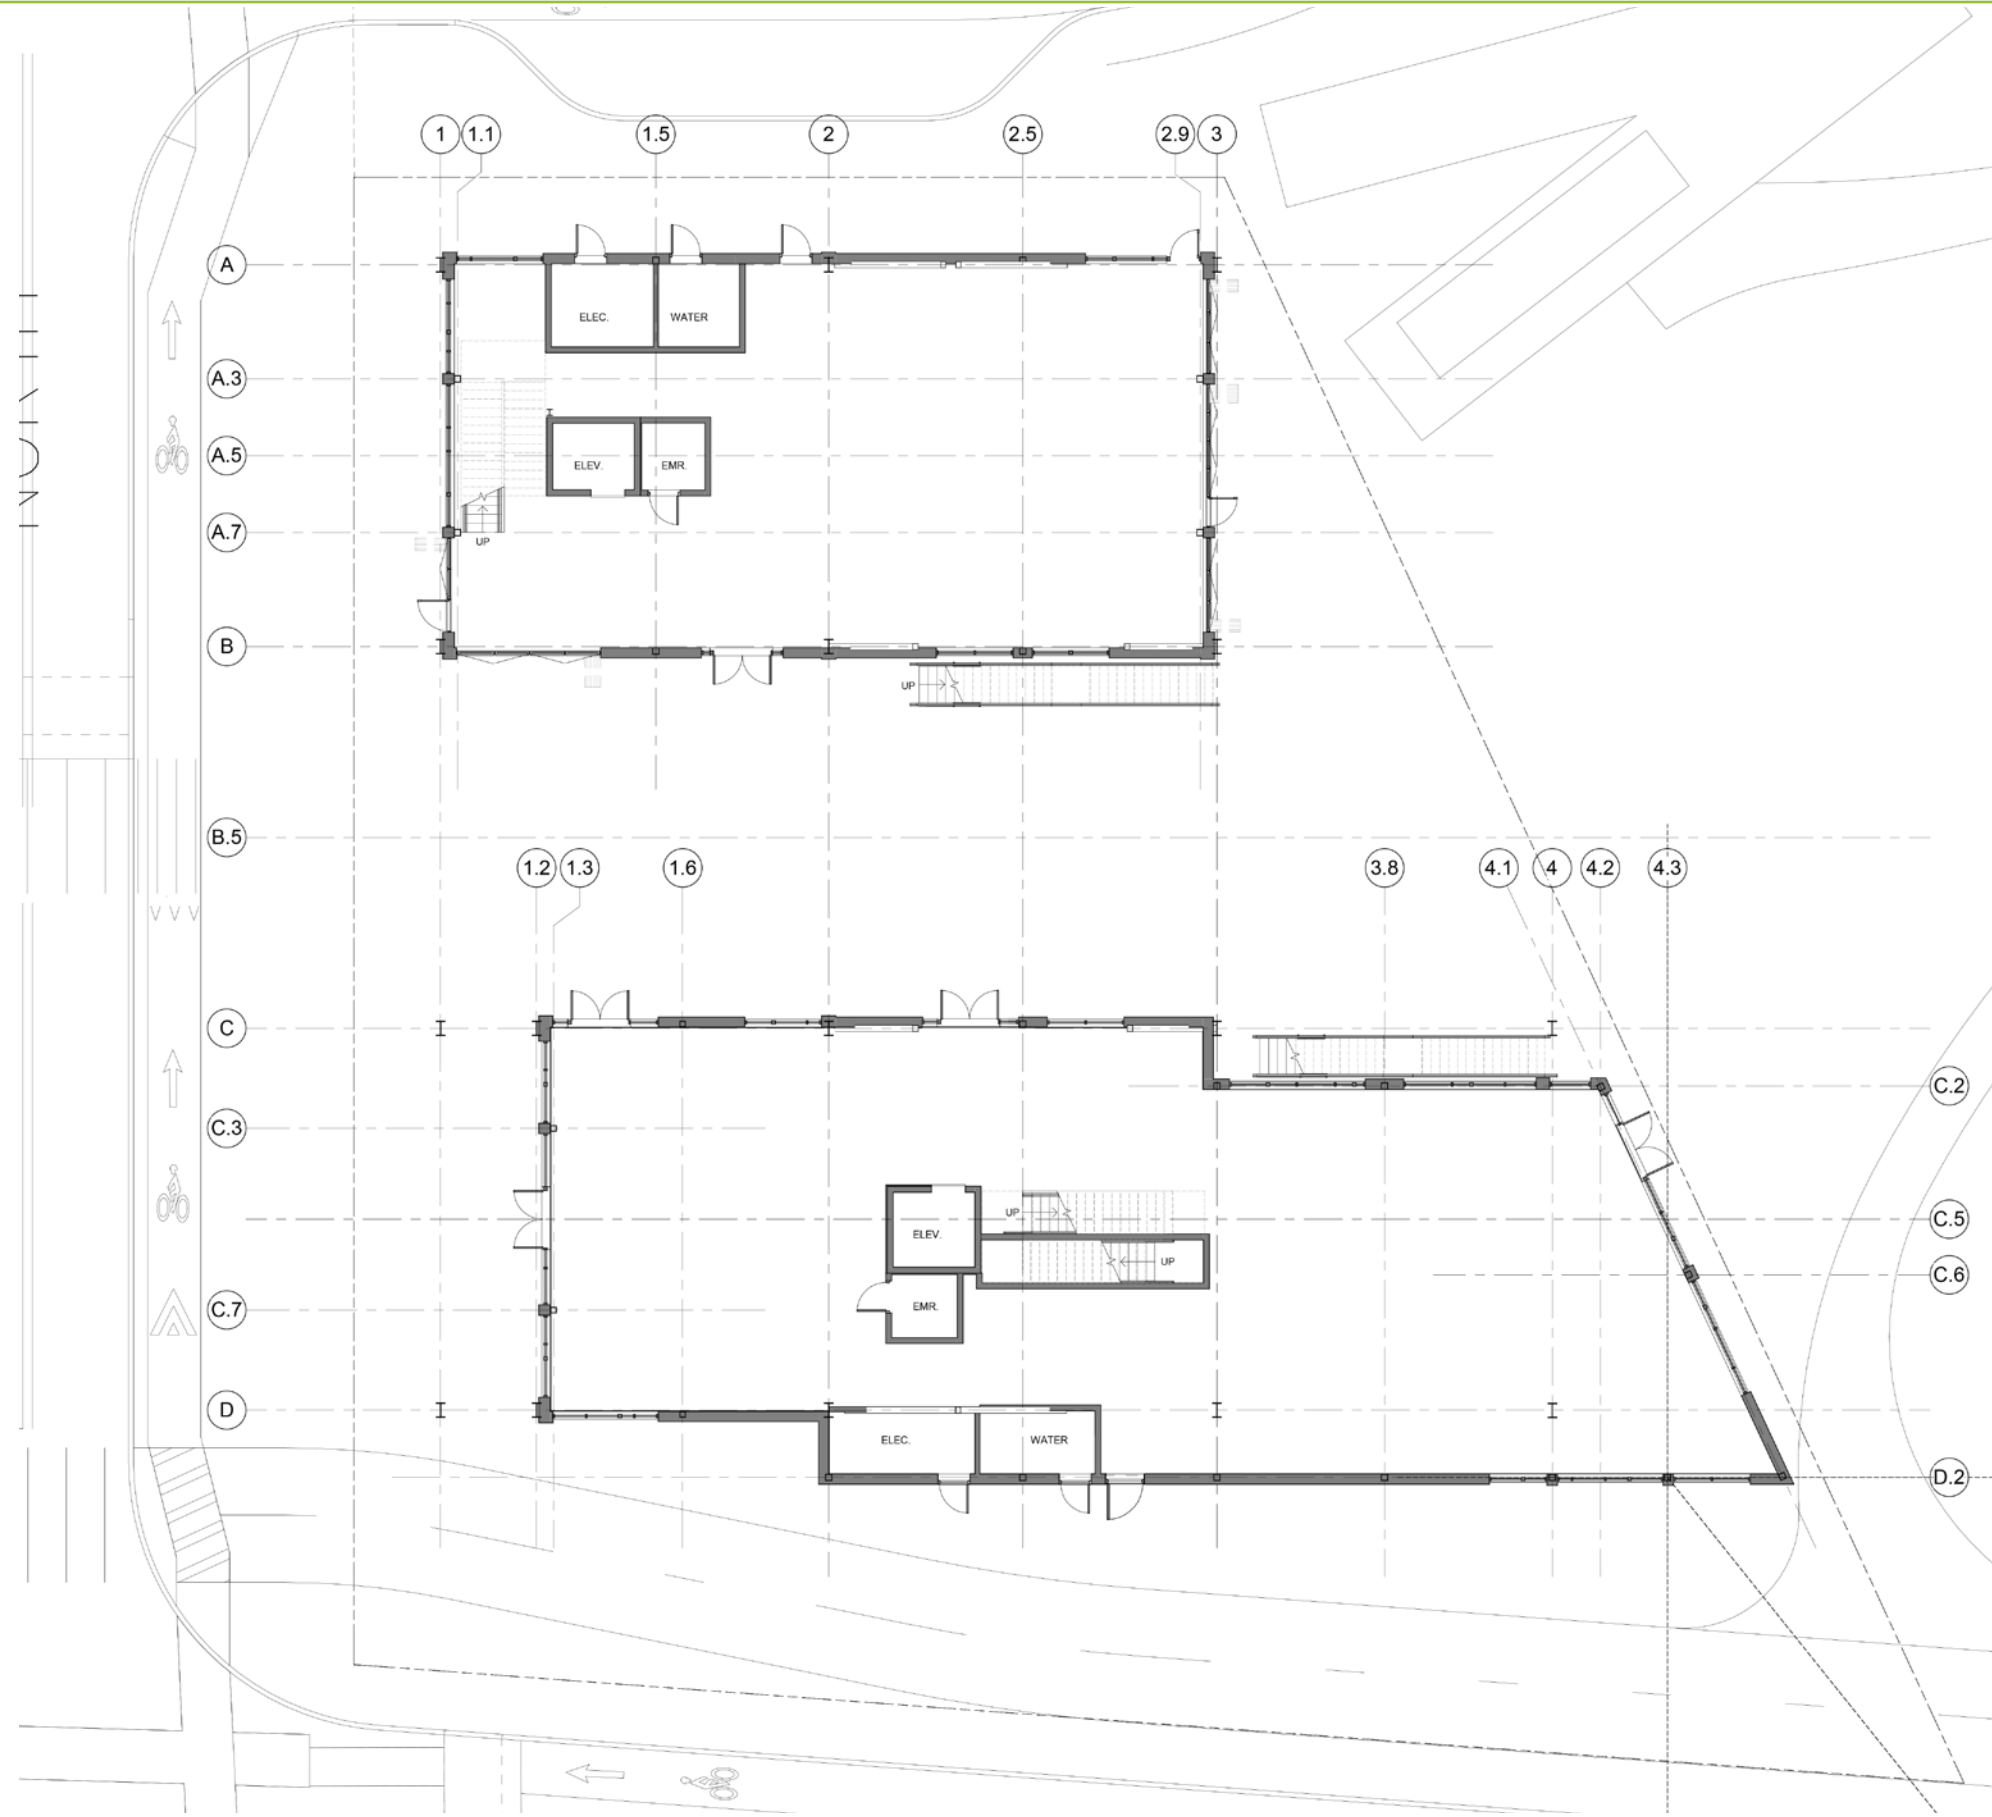 1 1.1 1.5 2 2.5 2.9 3
A
ELEC. WATER
A.3
A.5
ELEV. EMR.
A.7
UP
B
UP
B.5
1.2 1.3 1.6 3.8 4.1 4 4.2 4.3
C
C.2
C.3
UP
C.5
ELEV.
UP
C.6
EMR.
C.7
D
ELEC. WATER
D.2